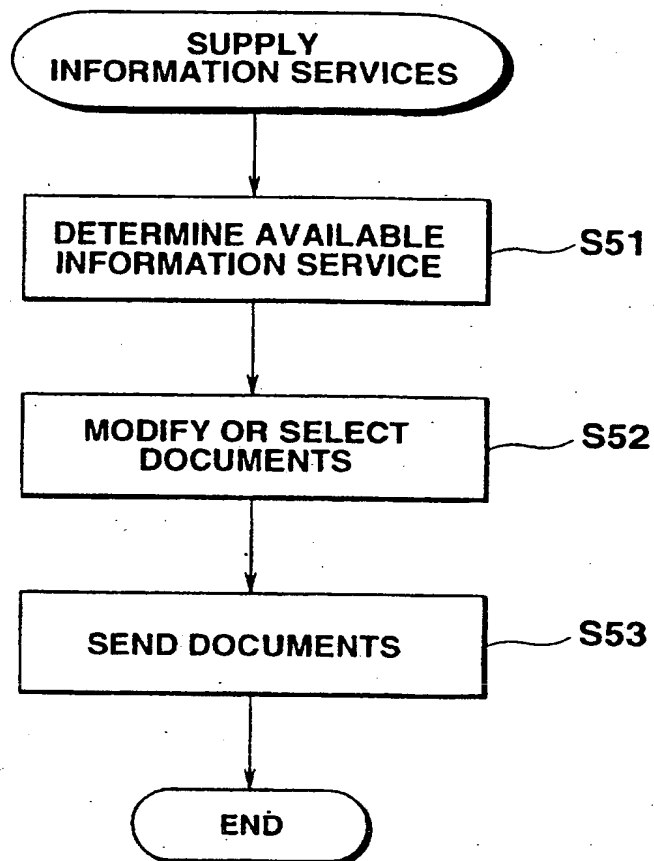 SUPPLY
INFORMATION SERVICES
DETERMINE AVAILABLE
INFORMATION SERVICE
S51
MODIFY OR SELECT
DOCUMENTS
S52
SEND DOCUMENTS
S53
END